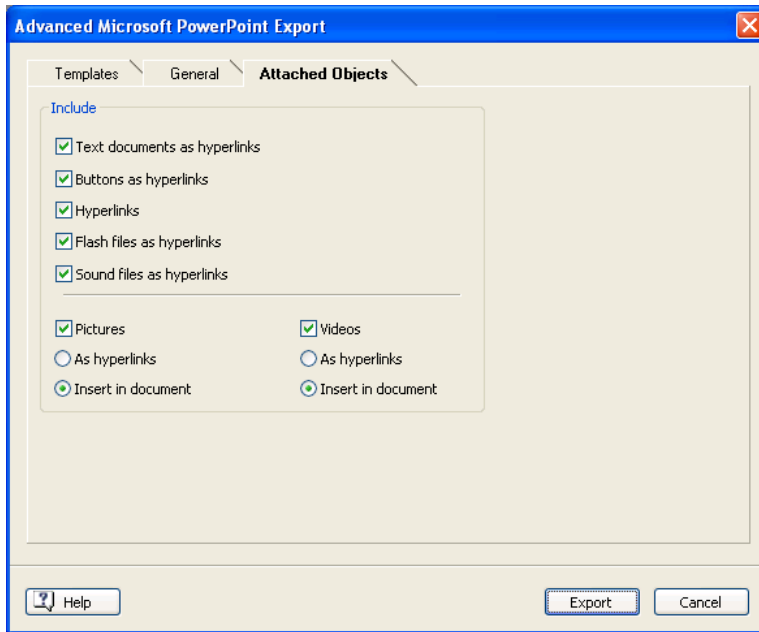 Advanced Microsoft PowerPoint Export
Templates General Attached Objects
Include
Text documents as hyperlinks
Buttons as hyperlinks
Hyperlinks
Flash files as hyperlinks
Sound files as hyperlinks
Pictures Videos
As hyperlinks As hyperlinks
Insert in document Insert in document
? Help Export Cancel